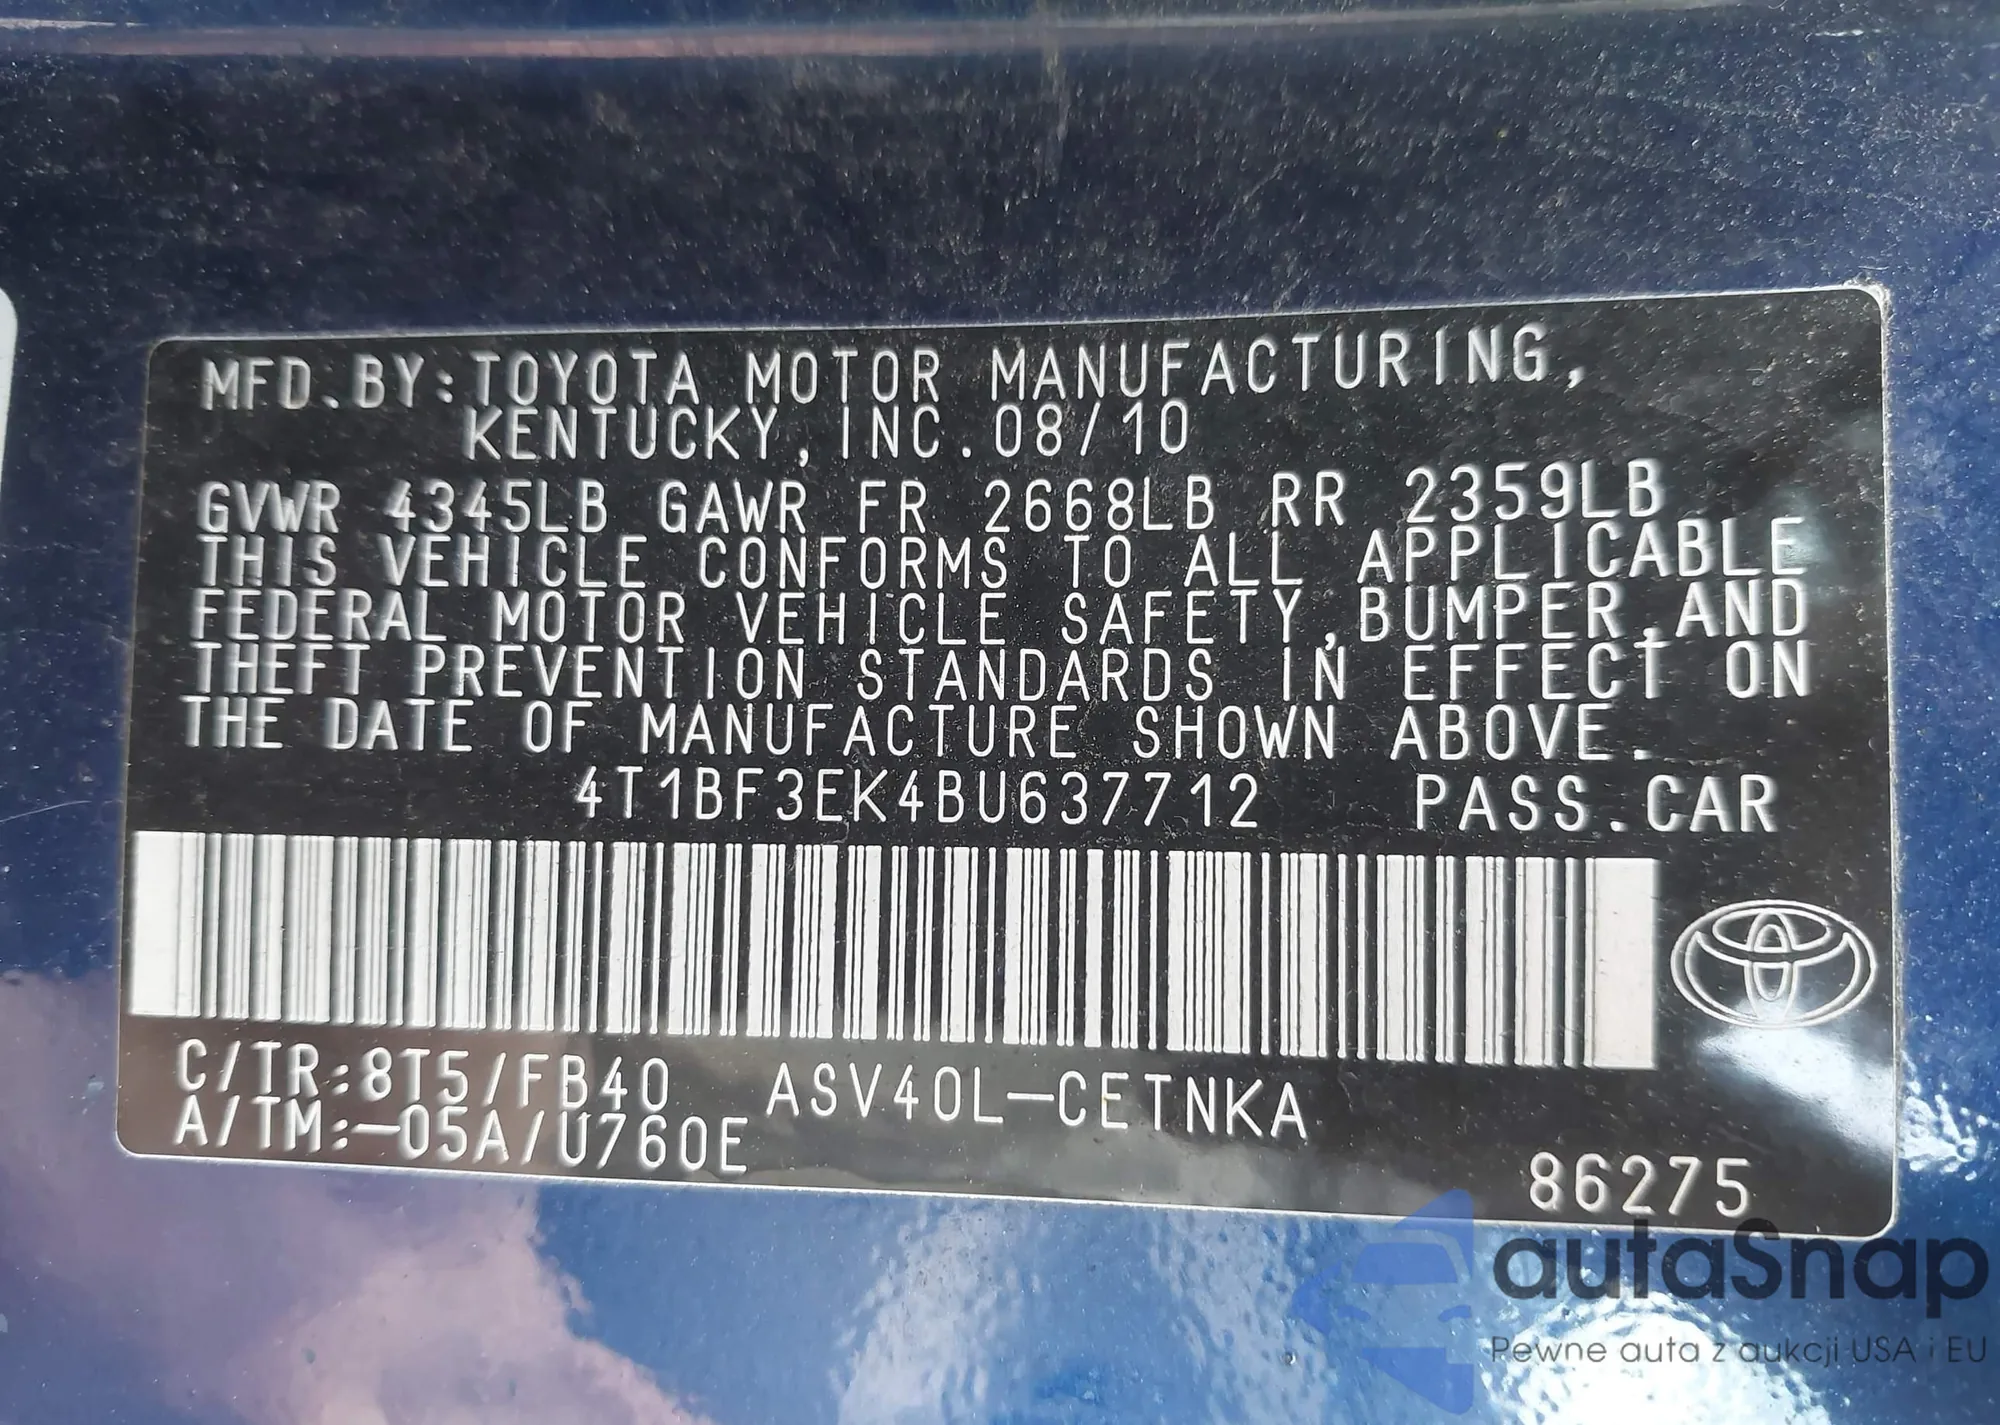 MFD. BY: TOYOTA MOTOR MANUFACTURING,
KENTUCKY, INC. 08/10
GVWR 4345LB GAWR FR 2668LB RR 2359LB
THIS VEHICLE CONFORMS TO ALL APPLICABLE
FEDERAL MOTOR VEHICLE SAFETY, BUMPER, AND
THEFT PREVENTION STANDARDS IN EFFECT ON
THE DATE OF MANUFACTURE SHOWN ABOVE.
4T1BF3EK4BU637712 PASS. CAR
C/TR:8T5/FB40 ASV40L-CETNKA
A/TM:-05A/U760E
86275
autaSnap
Pewne auta z aukcji USA i EU